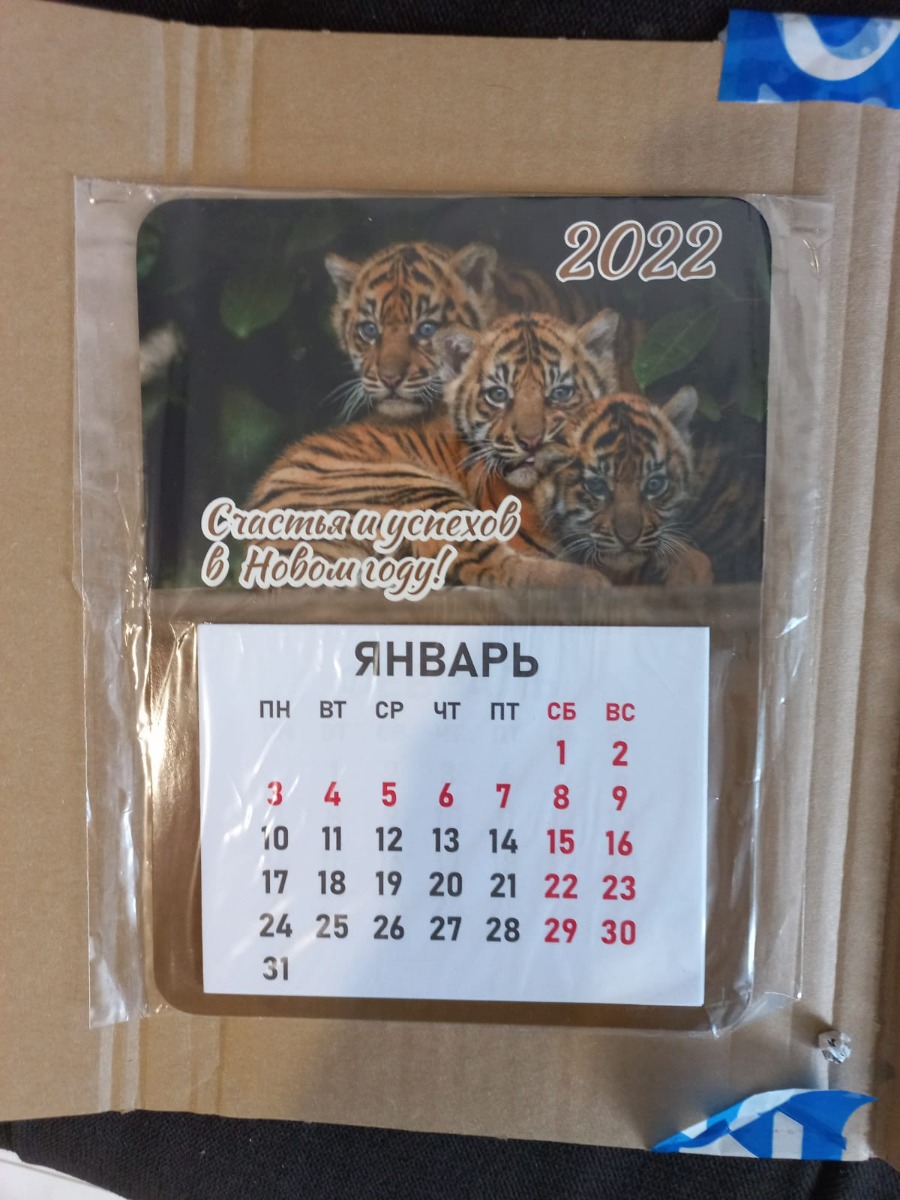 2022
Счастья и успехов
в Новом году!
ЯНВАРЬ
ПН ВТ СР ЧТ ПТ СБ ВС
1 2
3 4 5 6 7 8 9
10 11 12 13 14 15 16
17 18 19 20 21 22 23
24 25 26 27 28 29 30
31